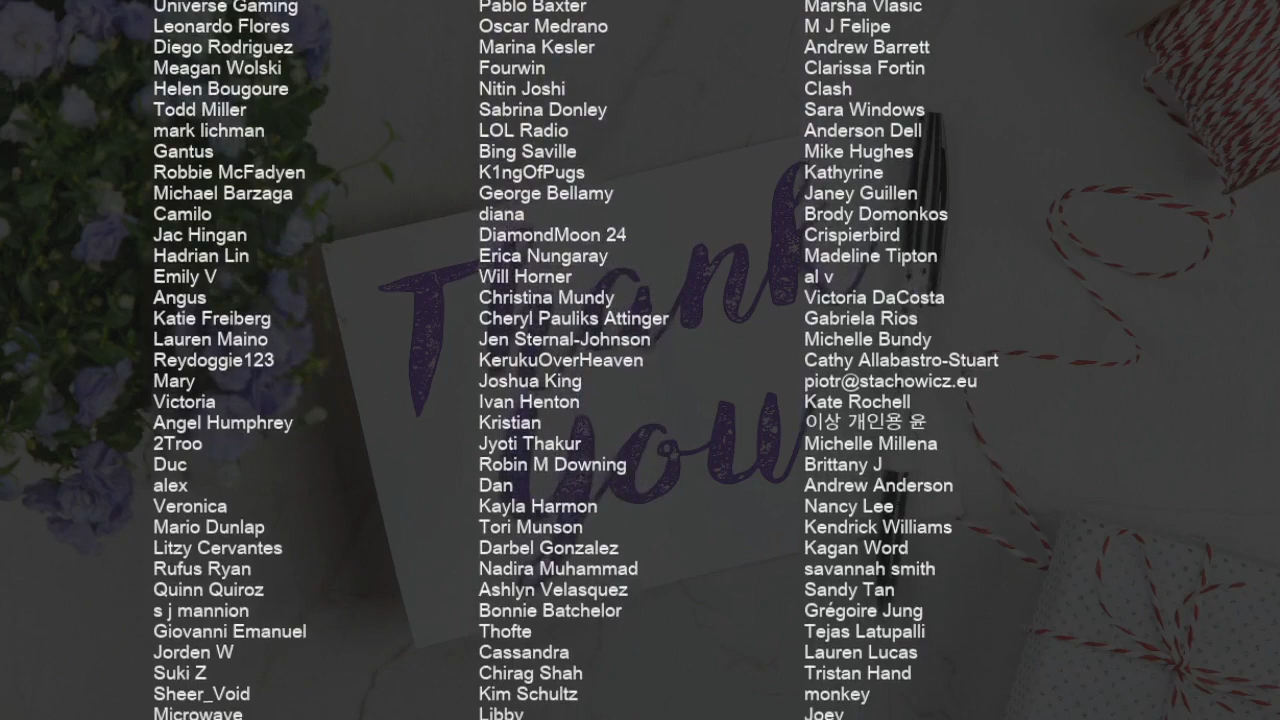 Universe Gaming
Leonardo Flores
Diego Rodriguez
Meagan Wolski
Helen Bougoure
Todd Miller
mark lichman
Gantus
Robbie McFadyen
Michael Barzaga
Camilo
Jac Hingan
Hadrian Lin
Emily V
Angus
Katie Freiberg
Lauren Maino
Reydoggie123
Mary
Victoria
Angel Humphrey
2Troo
Duc
alex
Veronica
Mario Dunlap
Litzy Cervantes
Rufus Ryan
Quinn Quiroz
s j mannion
Giovanni Emanuel
Jorden W
Suki Z
Sheer_Void
Microwave
Pablo Baxter
Oscar Medrano
Marina Kesler
Fourwin
Nitin Joshi
Sabrina Donley
LOL Radio
Bing Saville
K1ngOfPugs
George Bellamy
diana
DiamondMoon 24
Erica Nungaray
Will Horner
Christina Mundy
Cheryl Pauliks Attinger
Jen Sternal-Johnson
KerukuOverHeaven
Joshua King
Ivan Henton
Kristian
Jyoti Thakur
Robin M Downing
Dan
Kayla Harmon
Tori Munson
Darbel Gonzalez
Nadira Muhammad
Ashlyn Velasquez
Bonnie Batchelor
Thofte
Cassandra
Chirag Shah
Kim Schultz
Libby
Marsha Vlasic
M J Felipe
Andrew Barrett
Clarissa Fortin
Clash
Sara Windows
Anderson Dell
Mike Hughes
Kathyrine
Janey Guillen
Brody Domonkos
Crispierbird
Madeline Tipton
al v
Victoria DaCosta
Gabriela Rios
Michelle Bundy
Cathy Allabastro-Stuart
piotr@stachowicz.eu
Kate Rochell
이상 개인용 윤
Michelle Millena
Brittany J
Andrew Anderson
Nancy Lee
Kendrick Williams
Kagan Word
savannah smith
Sandy Tan
Grégoire Jung
Tejas Latupalli
Lauren Lucas
Tristan Hand
monkey
Joey
Thank
you